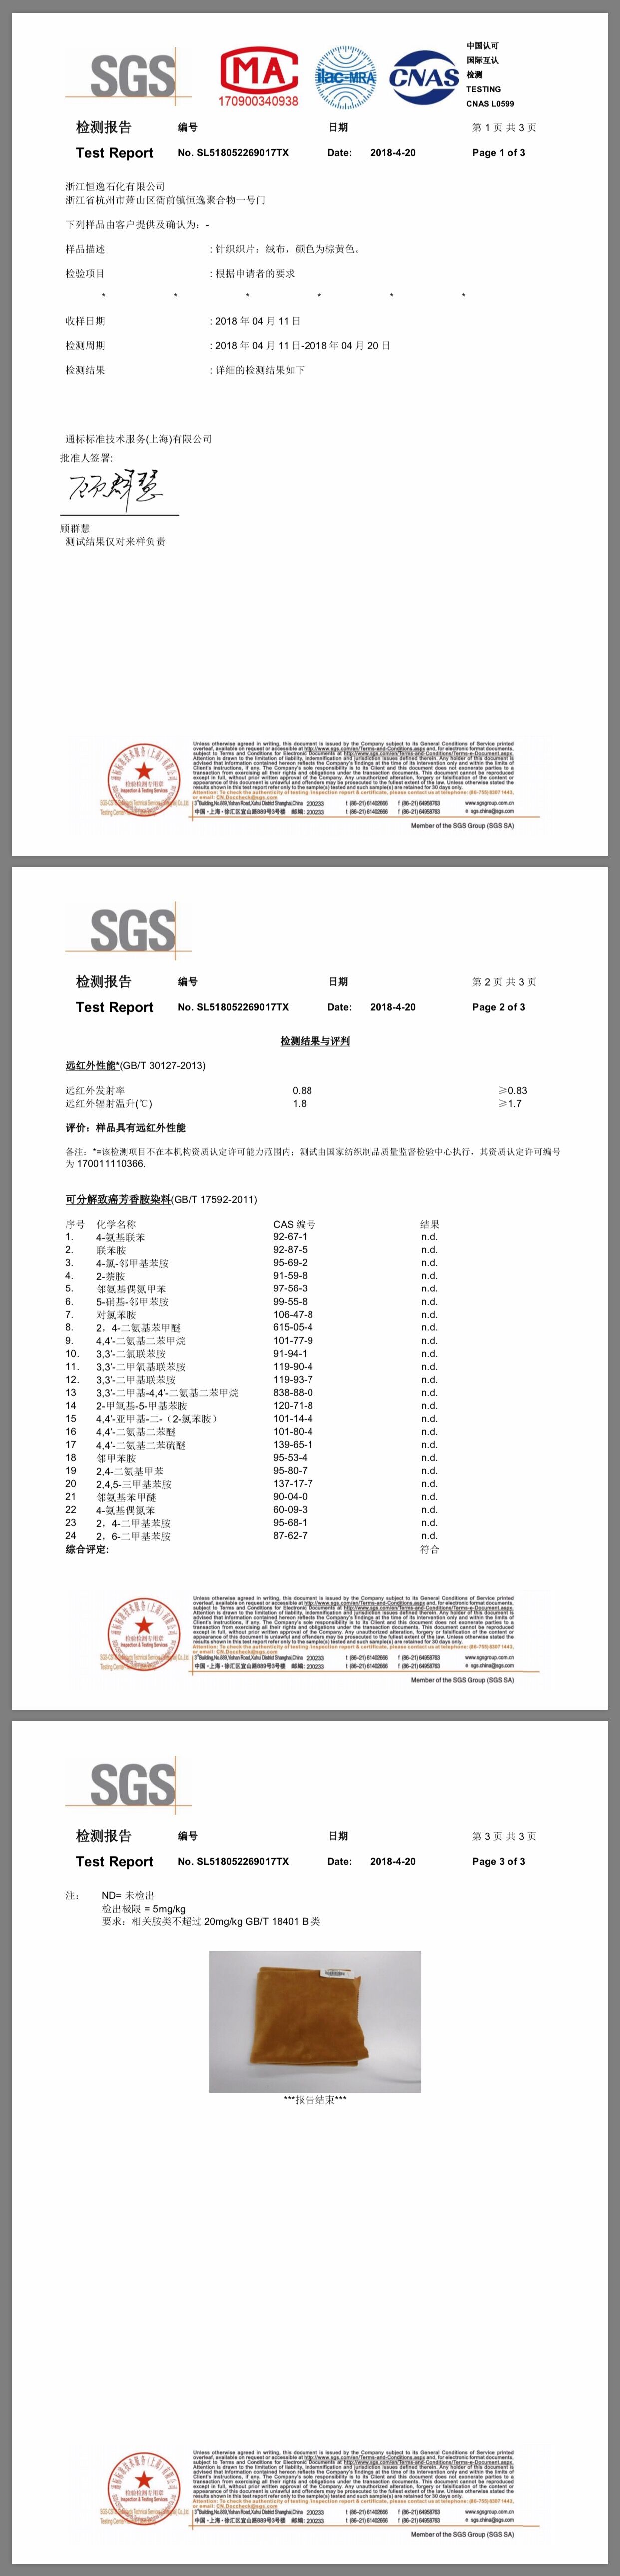 SGS
MA
170900340938
ilac-MRA
CNAS
中国认可
国际互认
检测
TESTING
CNAS L0599
检测报告 编号 日期 第 1 页 共 3 页
Test Report No. SL518052269017TX Date: 2018-4-20 Page 1 of 3
浙江恒逸石化有限公司
浙江省杭州市萧山区衙前镇恒逸聚合物一号门
下列样品由客户提供及确认为：-
样品描述 : 针织织片；绒布，颜色为棕黄色。
检验项目 : 根据申请者的要求
* * * * * *
收样日期 : 2018 年 04 月 11 日
检测周期 : 2018 年 04 月 11 日-2018 年 04 月 20 日
检测结果 : 详细的检测结果如下
通标标准技术服务(上海)有限公司
批准人签署:
顾群慧
顾群慧
测试结果仅对来样负责
检验检测专用章
Inspection & Testing Services
Unless otherwise agreed in writing, this document is issued by the Company subject to its General Conditions of Service printed
overleaf, available on request or accessible at http://www.sgs.com/en/Terms-and-Conditions.aspx and, for electronic format documents,
subject to Terms and Conditions for Electronic Documents at http://www.sgs.com/en/Terms-and-Conditions/Terms-e-Document.aspx.
Attention is drawn to the limitation of liability, indemnification and jurisdiction issues defined therein. Any holder of this document is
advised that information contained hereon reflects the Company's findings at the time of its intervention only and within the limits of
Client's instructions, if any. The Company's sole responsibility is to its Client and this document does not exonerate parties to a
transaction from exercising all their rights and obligations under the transaction documents. This document cannot be reproduced
except in full, without prior written approval of the Company. Any unauthorized alteration, forgery or falsification of the content or
appearance of this document is unlawful and offenders may be prosecuted to the fullest extent of the law. Unless otherwise stated the
results shown in this test report refer only to the sample(s) tested and such sample(s) are retained for 30 days only.
Attention: To check the authenticity of testing /inspection report & certificate, please contact us at telephone: (86-755) 8307 1443,
or email: CN.Doccheck@sgs.com
3ʳᵈBuilding,No.889,Yishan Road,Xuhui District Shanghai,China 200233 t (86-21) 61402666 f (86-21) 64958763 www.sgsgroup.com.cn
中国・上海・徐汇区宜山路889号3号楼 邮编: 200233 t (86-21) 61402666 f (86-21) 64958763 e sgs.china@sgs.com
Member of the SGS Group (SGS SA)
SGS
检测报告 编号 日期 第 2 页 共 3 页
Test Report No. SL518052269017TX Date: 2018-4-20 Page 2 of 3
检测结果与评判
远红外性能*(GB/T 30127-2013)
远红外发射率 0.88 ≥0.83
远红外辐射温升(℃) 1.8 ≥1.7
评价：样品具有远红外性能
备注：*=该检测项目不在本机构资质认定许可能力范围内；测试由国家纺织制品质量监督检验中心执行，其资质认定许可编号
为 170011110366.
可分解致癌芳香胺染料(GB/T 17592-2011)
序号 化学名称 CAS 编号 结果
1. 4-氨基联苯 92-67-1 n.d.
2. 联苯胺 92-87-5 n.d.
3. 4-氯-邻甲基苯胺 95-69-2 n.d.
4. 2-萘胺 91-59-8 n.d.
5. 邻氨基偶氮甲苯 97-56-3 n.d.
6. 5-硝基-邻甲苯胺 99-55-8 n.d.
7. 对氯苯胺 106-47-8 n.d.
8. 2，4-二氨基苯甲醚 615-05-4 n.d.
9. 4,4'-二氨基二苯甲烷 101-77-9 n.d.
10. 3,3'-二氯联苯胺 91-94-1 n.d.
11. 3,3'-二甲氧基联苯胺 119-90-4 n.d.
12. 3,3'-二甲基联苯胺 119-93-7 n.d.
13 3,3'-二甲基-4,4'-二氨基二苯甲烷 838-88-0 n.d.
14 2-甲氧基-5-甲基苯胺 120-71-8 n.d.
15 4,4'-亚甲基-二-（2-氯苯胺） 101-14-4 n.d.
16 4,4'-二氨基二苯醚 101-80-4 n.d.
17 4,4'-二氨基二苯硫醚 139-65-1 n.d.
18 邻甲苯胺 95-53-4 n.d.
19 2,4-二氨基甲苯 95-80-7 n.d.
20 2,4,5-三甲基苯胺 137-17-7 n.d.
21 邻氨基苯甲醚 90-04-0 n.d.
22 4-氨基偶氮苯 60-09-3 n.d.
23 2，4-二甲基苯胺 95-68-1 n.d.
24 2，6-二甲基苯胺 87-62-7 n.d.
综合评定: 符合
检验检测专用章
Inspection & Testing Services
Unless otherwise agreed in writing, this document is issued by the Company subject to its General Conditions of Service printed
overleaf, available on request or accessible at http://www.sgs.com/en/Terms-and-Conditions.aspx and, for electronic format documents,
subject to Terms and Conditions for Electronic Documents at http://www.sgs.com/en/Terms-and-Conditions/Terms-e-Document.aspx.
Attention is drawn to the limitation of liability, indemnification and jurisdiction issues defined therein. Any holder of this document is
advised that information contained hereon reflects the Company's findings at the time of its intervention only and within the limits of
Client's instructions, if any. The Company's sole responsibility is to its Client and this document does not exonerate parties to a
transaction from exercising all their rights and obligations under the transaction documents. This document cannot be reproduced
except in full, without prior written approval of the Company. Any unauthorized alteration, forgery or falsification of the content or
appearance of this document is unlawful and offenders may be prosecuted to the fullest extent of the law. Unless otherwise stated the
results shown in this test report refer only to the sample(s) tested and such sample(s) are retained for 30 days only.
Attention: To check the authenticity of testing /inspection report & certificate, please contact us at telephone: (86-755) 8307 1443,
or email: CN.Doccheck@sgs.com
3ʳᵈBuilding,No.889,Yishan Road,Xuhui District Shanghai,China 200233 t (86-21) 61402666 f (86-21) 64958763 www.sgsgroup.com.cn
中国・上海・徐汇区宜山路889号3号楼 邮编: 200233 t (86-21) 61402666 f (86-21) 64958763 e sgs.china@sgs.com
Member of the SGS Group (SGS SA)
SGS
检测报告 编号 日期 第 3 页 共 3 页
Test Report No. SL518052269017TX Date: 2018-4-20 Page 3 of 3
注： ND= 未检出
检出极限 = 5mg/kg
要求：相关胺类不超过 20mg/kg GB/T 18401 B 类
***报告结束***
检验检测专用章
Inspection & Testing Services
Unless otherwise agreed in writing, this document is issued by the Company subject to its General Conditions of Service printed
overleaf, available on request or accessible at http://www.sgs.com/en/Terms-and-Conditions.aspx and, for electronic format documents,
subject to Terms and Conditions for Electronic Documents at http://www.sgs.com/en/Terms-and-Conditions/Terms-e-Document.aspx.
Attention is drawn to the limitation of liability, indemnification and jurisdiction issues defined therein. Any holder of this document is
advised that information contained hereon reflects the Company's findings at the time of its intervention only and within the limits of
Client's instructions, if any. The Company's sole responsibility is to its Client and this document does not exonerate parties to a
transaction from exercising all their rights and obligations under the transaction documents. This document cannot be reproduced
except in full, without prior written approval of the Company. Any unauthorized alteration, forgery or falsification of the content or
appearance of this document is unlawful and offenders may be prosecuted to the fullest extent of the law. Unless otherwise stated the
results shown in this test report refer only to the sample(s) tested and such sample(s) are retained for 30 days only.
Attention: To check the authenticity of testing /inspection report & certificate, please contact us at telephone: (86-755) 8307 1443,
or email: CN.Doccheck@sgs.com
3ʳᵈBuilding,No.889,Yishan Road,Xuhui District Shanghai,China 200233 t (86-21) 61402666 f (86-21) 64958763 www.sgsgroup.com.cn
中国・上海・徐汇区宜山路889号3号楼 邮编: 200233 t (86-21) 61402666 f (86-21) 64958763 e sgs.china@sgs.com
Member of the SGS Group (SGS SA)